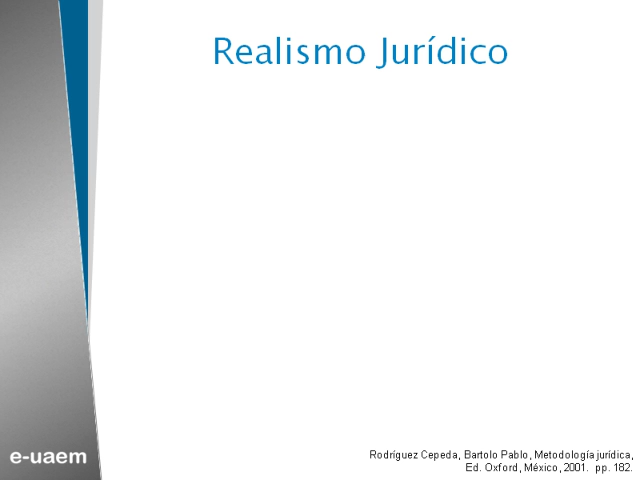 Realismo Jurídico
e-uaem
Rodríguez Cepeda, Bartolo Pablo, Metodología jurídica,
Ed. Oxford, México, 2001. pp. 182.